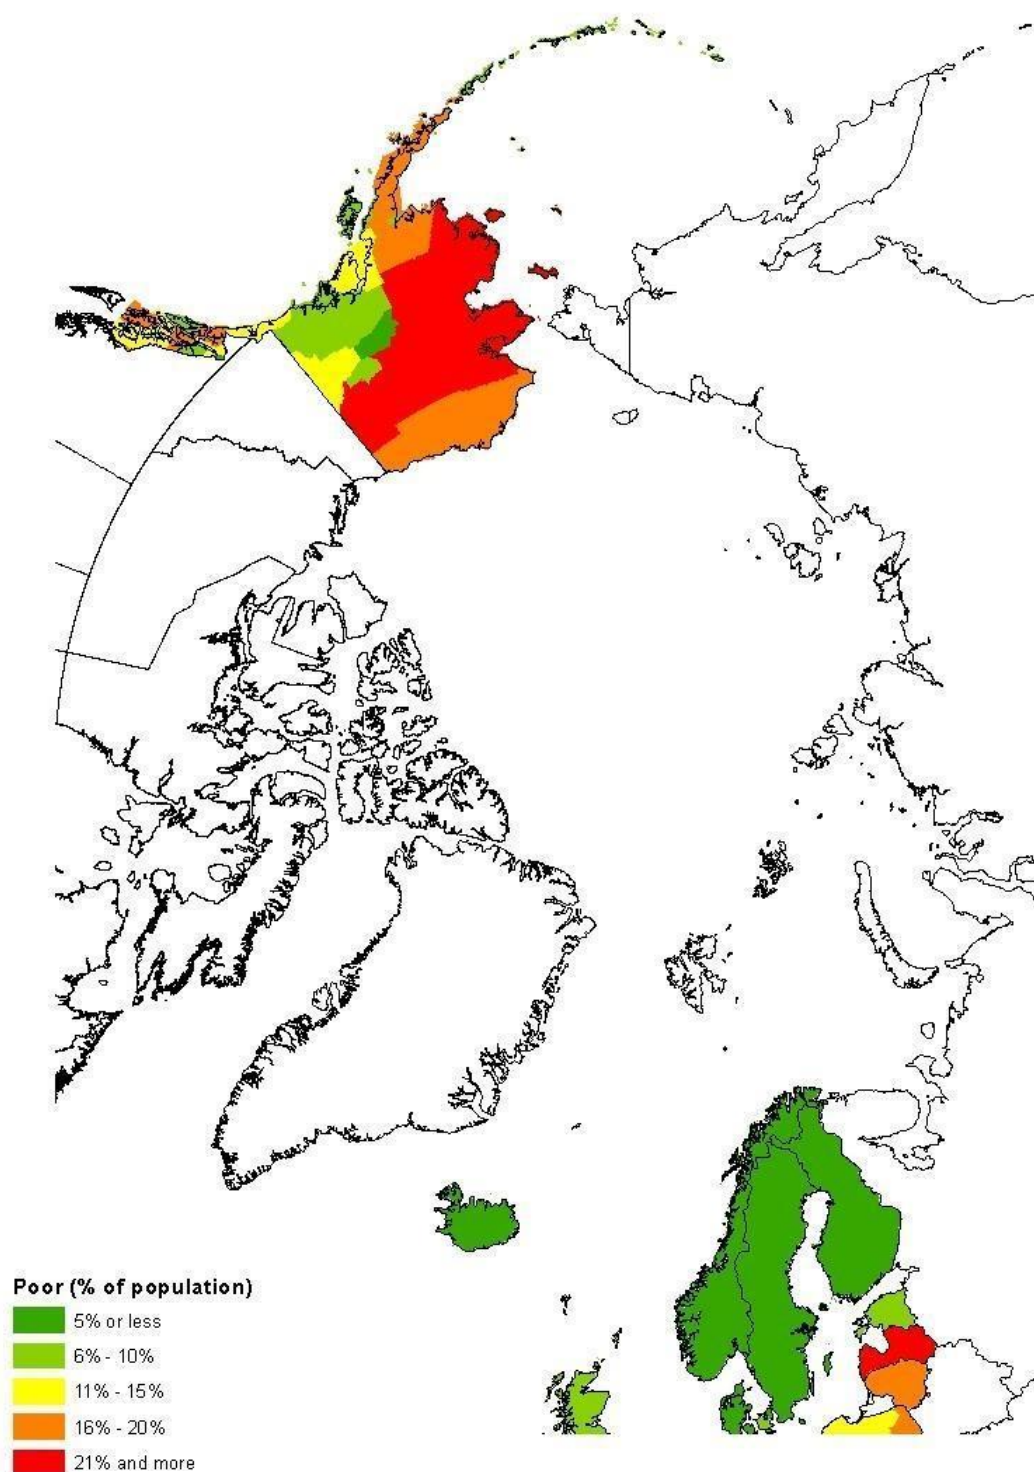 Poor (% of population)
5% or less
6% - 10%
11% - 15%
16% - 20%
21% and more